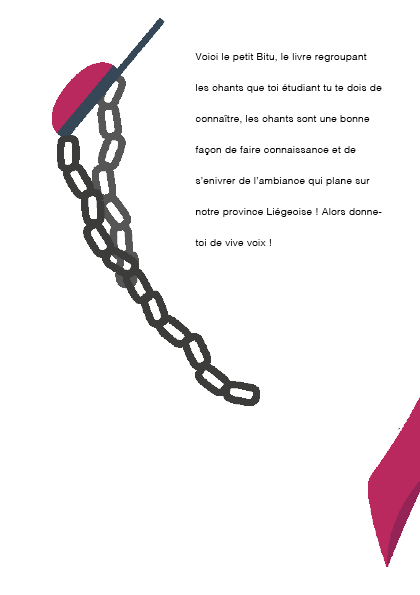 Voici le petit Bitu, le livre regroupant
les chants que toi étudiant tu te dois de
connaître, les chants sont une bonne
façon de faire connaissance et de
s'enivrer de l'ambiance qui plane sur
notre province Liégeoise ! Alors donne-
toi de vive voix !